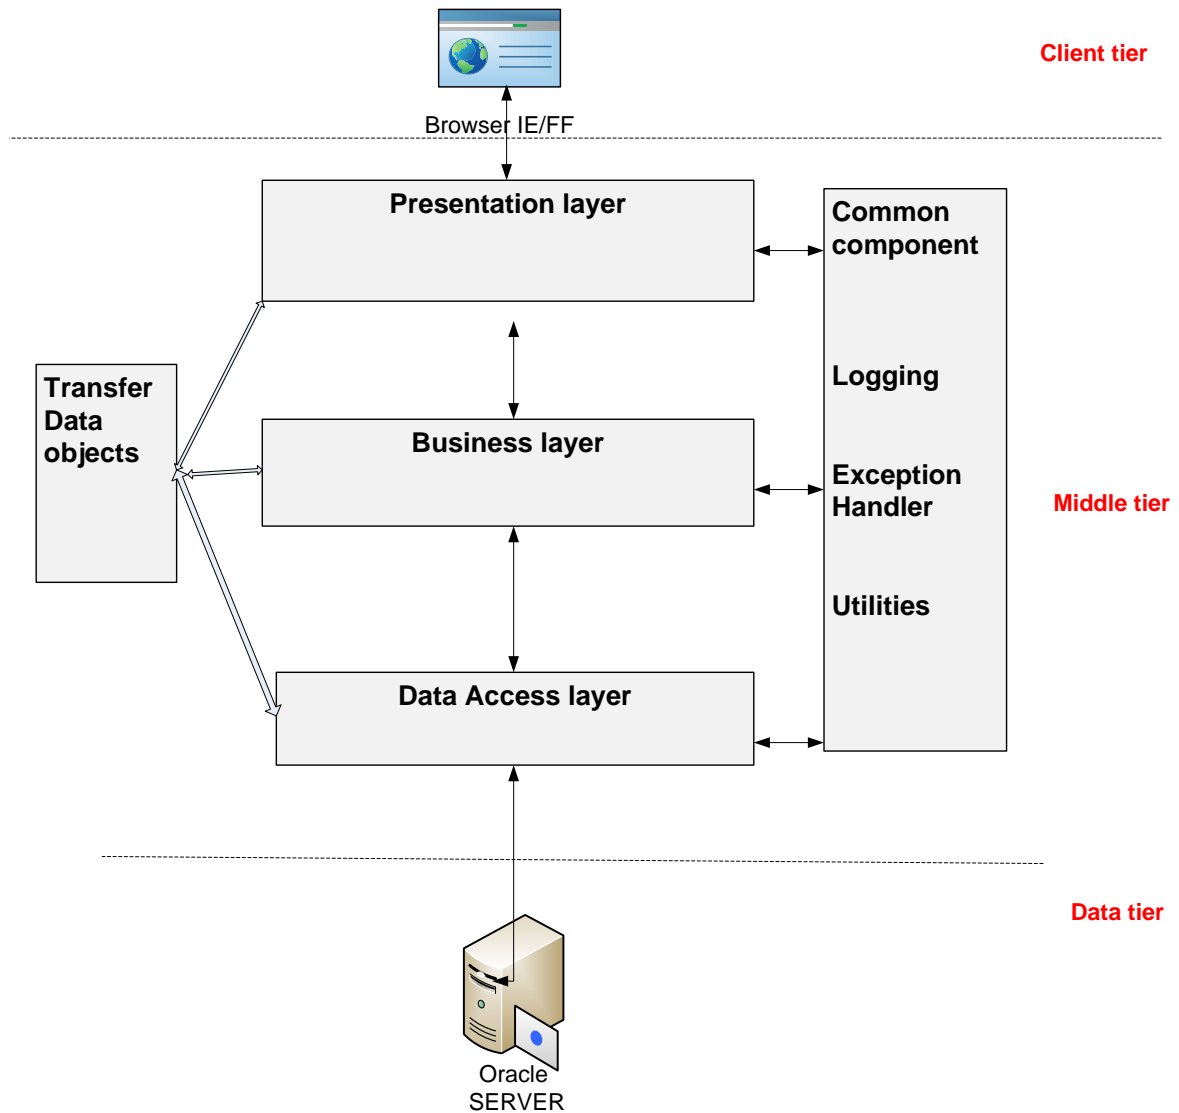 Client tier
Browser IE/FF
Presentation layer
Common
component
Logging
Exception
Handler
Utilities
Transfer
Data
objects
Business layer
Middle tier
Data Access layer
Data tier
Oracle
SERVER